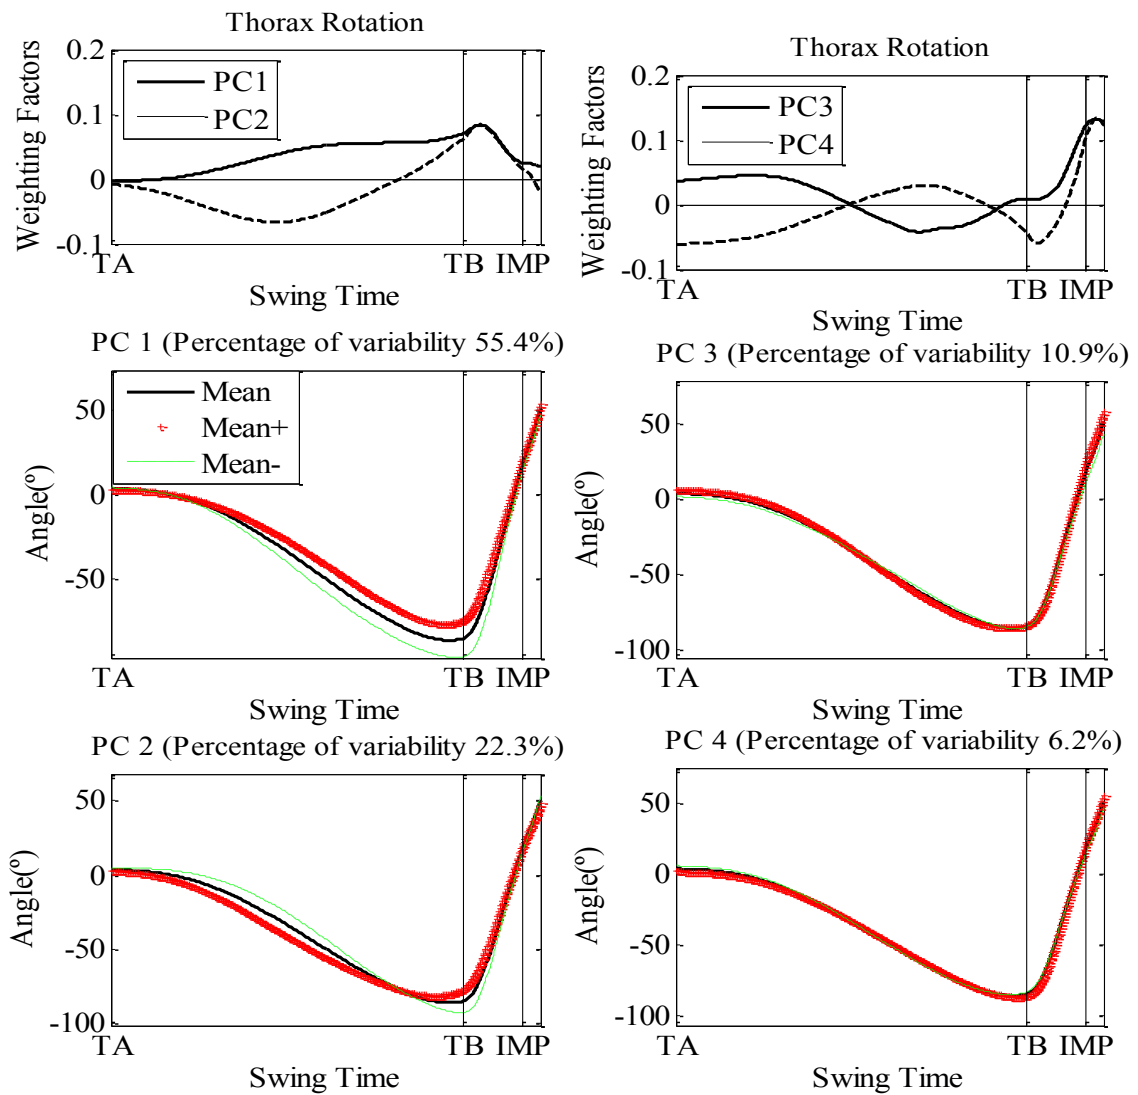 Thorax Rotation
0.2
0.1
0
-0.1
Weighting Factors
PC1
PC2
TA
TB
IMP
Swing Time
Thorax Rotation
0.2
0.1
0
-0.1
Weighting Factors
PC3
PC4
TA
TB
IMP
Swing Time
PC 1 (Percentage of variability 55.4%)
50
0
-50
Angle(º)
Mean
Mean+
Mean-
TA
TB
IMP
Swing Time
PC 3 (Percentage of variability 10.9%)
50
0
-50
-100
Angle(º)
TA
TB
IMP
Swing Time
PC 2 (Percentage of variability 22.3%)
50
0
-50
-100
Angle(º)
TA
TB
IMP
Swing Time
PC 4 (Percentage of variability 6.2%)
50
0
-50
-100
Angle(º)
TA
TB
IMP
Swing Time